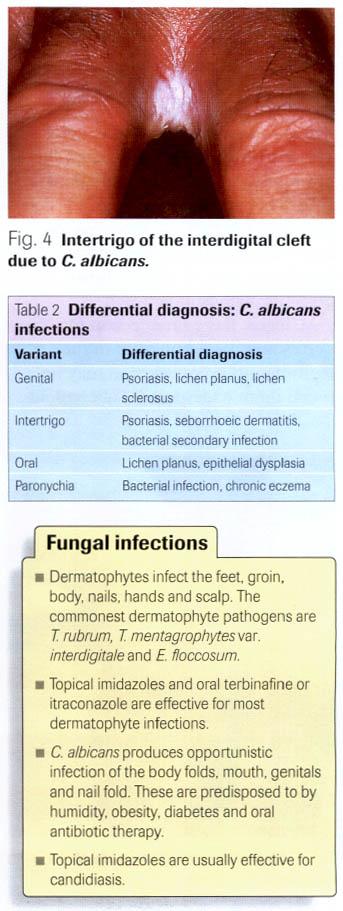 Fig. 4 Intertrigo of the interdigital cleft
due to C. albicans.
Table 2 Differential diagnosis: C. albicans
infections
Variant Differential diagnosis
Genital Psoriasis, lichen planus, lichen
sclerosus
Intertrigo Psoriasis, seborrhoeic dermatitis,
bacterial secondary infection
Oral Lichen planus, epithelial dysplasia
Paronychia Bacterial infection, chronic eczema
Fungal infections
■ Dermatophytes infect the feet, groin,
body, nails, hands and scalp. The
commonest dermatophyte pathogens are
T. rubrum, T. mentagrophytes var.
interdigitale and E. floccosum.
■ Topical imidazoles and oral terbinafine or
itraconazole are effective for most
dermatophyte infections.
■ C. albicans produces opportunistic
infection of the body folds, mouth, genitals
and nail fold. These are predisposed to by
humidity, obesity, diabetes and oral
antibiotic therapy.
■ Topical imidazoles are usually effective for
candidiasis.